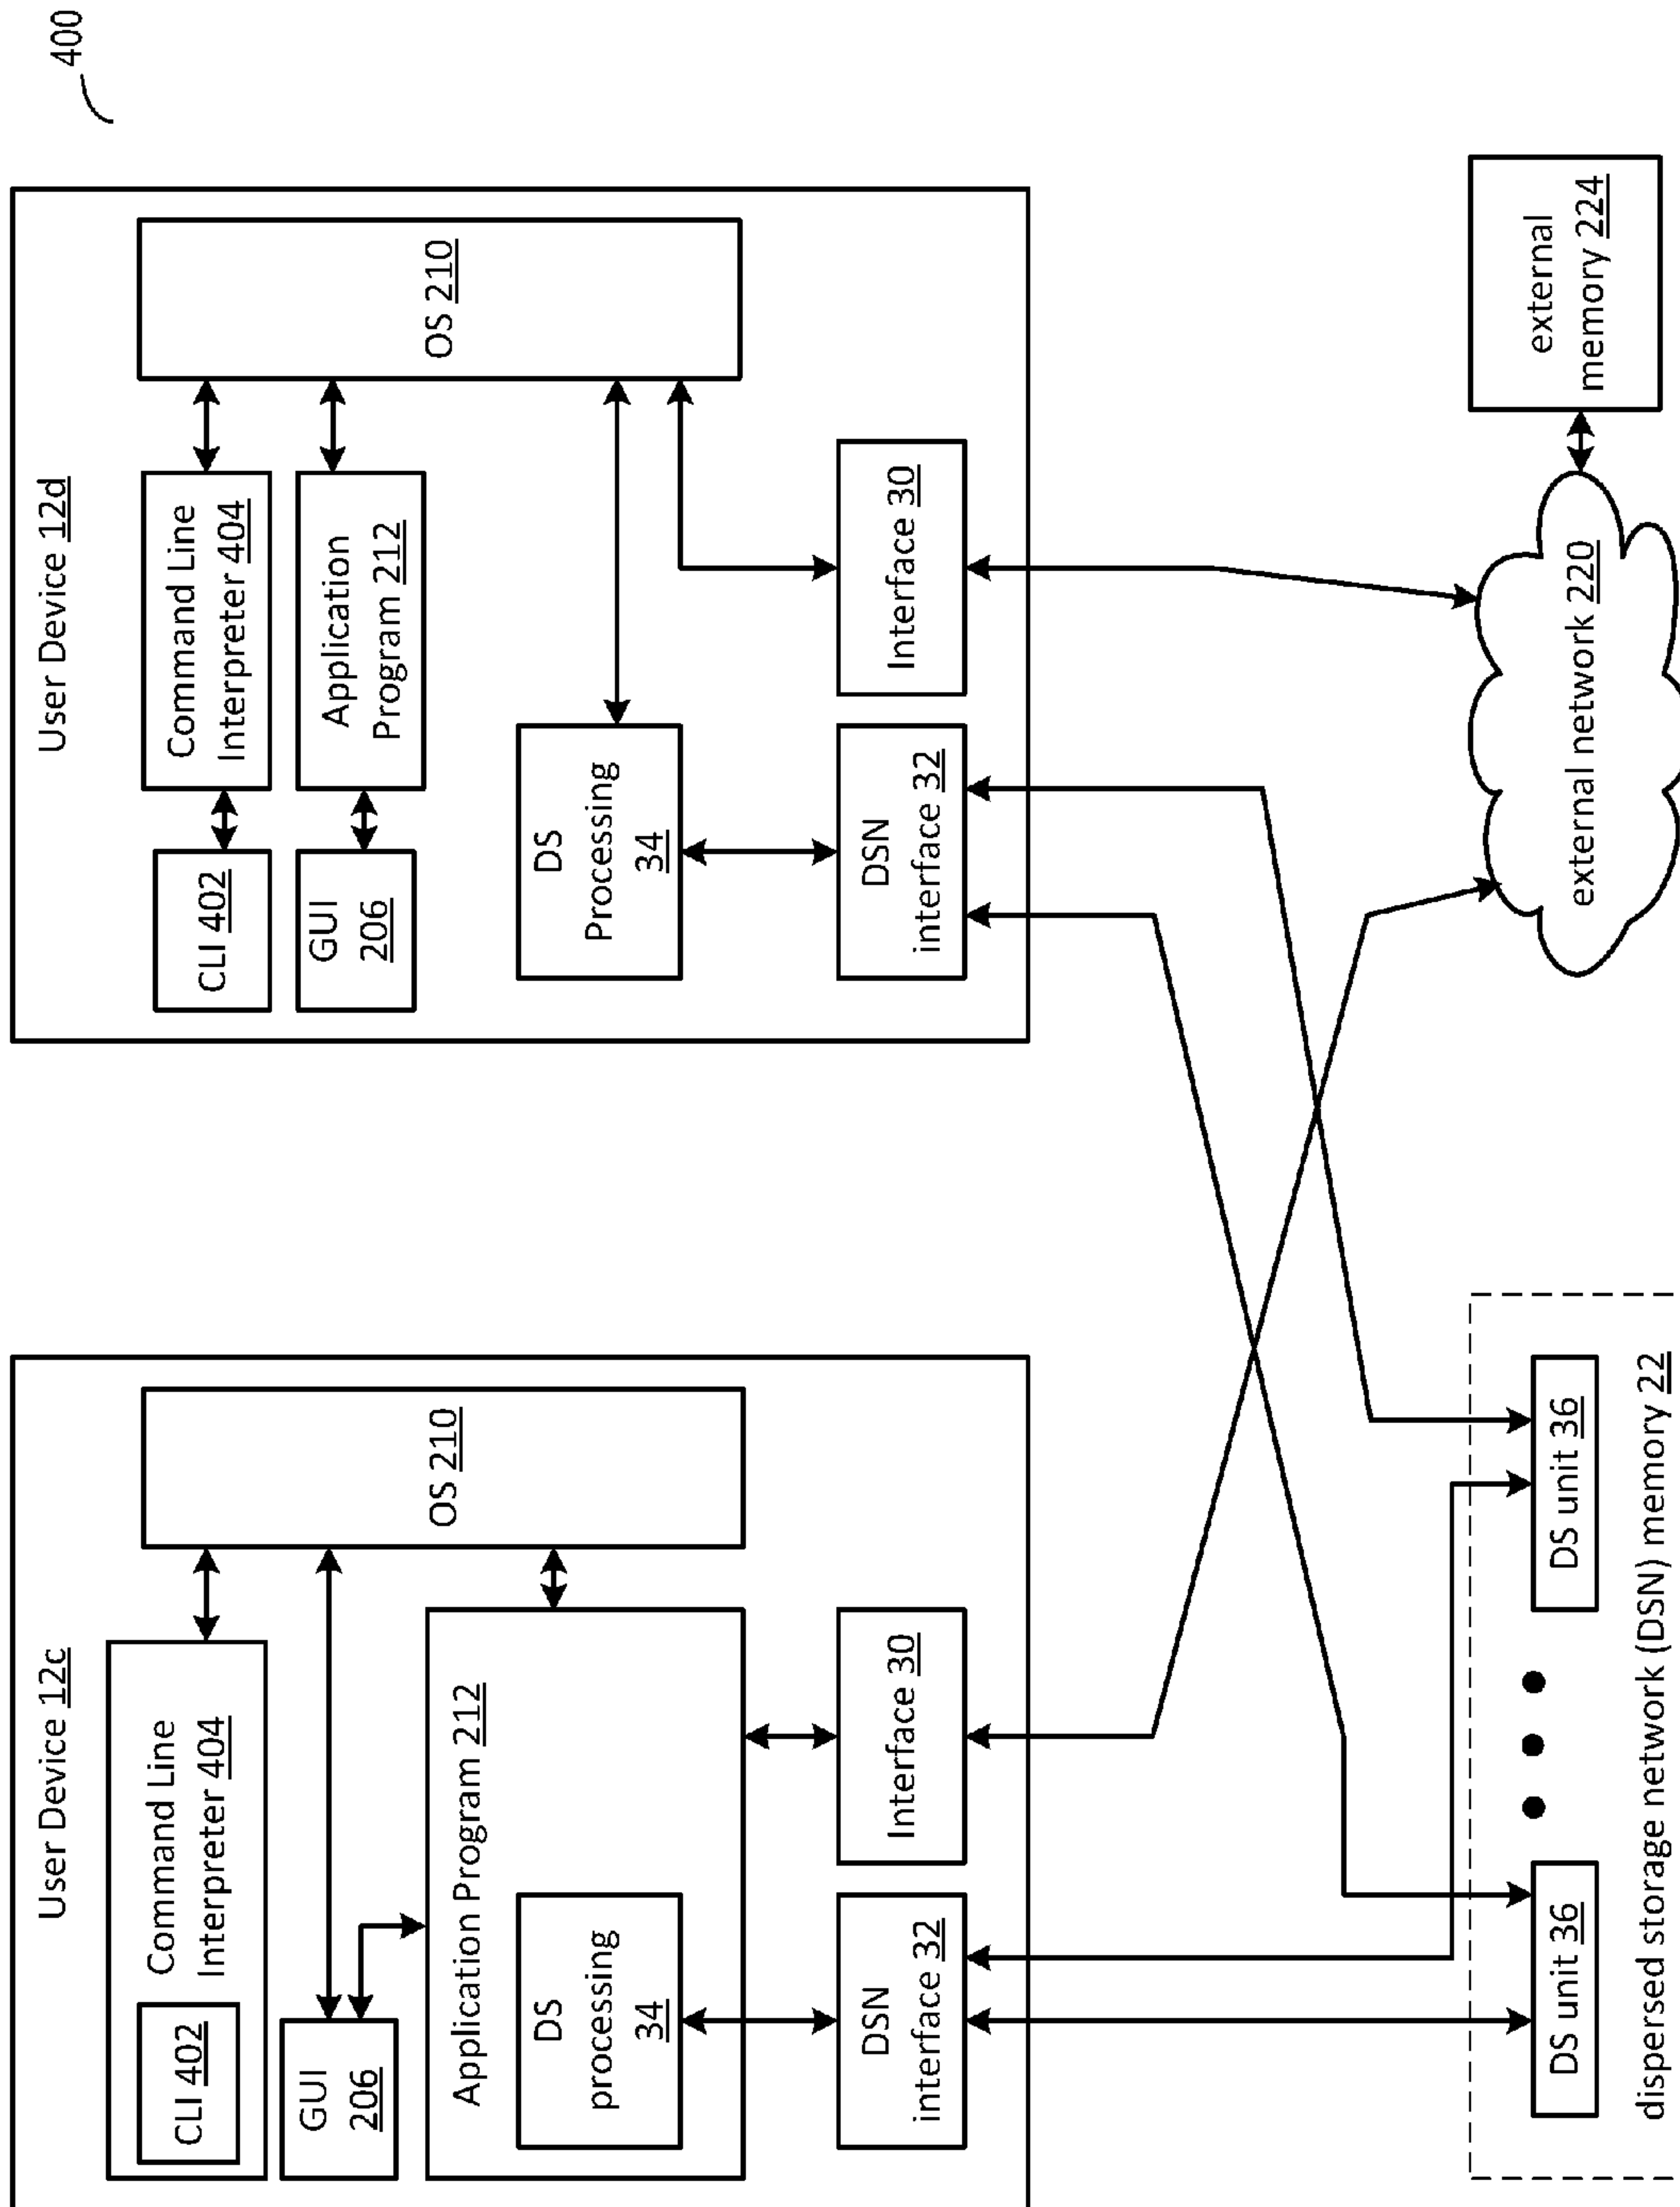 400
User Device 12c
Command Line
Interpreter 404
CLI 402
GUI
206
OS 210
Application Program 212
DS
processing
34
DSN
interface 32
Interface 30
User Device 12d
CLI 402
Command Line
Interpreter 404
GUI
206
Application
Program 212
OS 210
DS
Processing
34
DSN
interface 32
Interface 30
DS unit 36
DS unit 36
dispersed storage network (DSN) memory 22
external network 220
external
memory 224